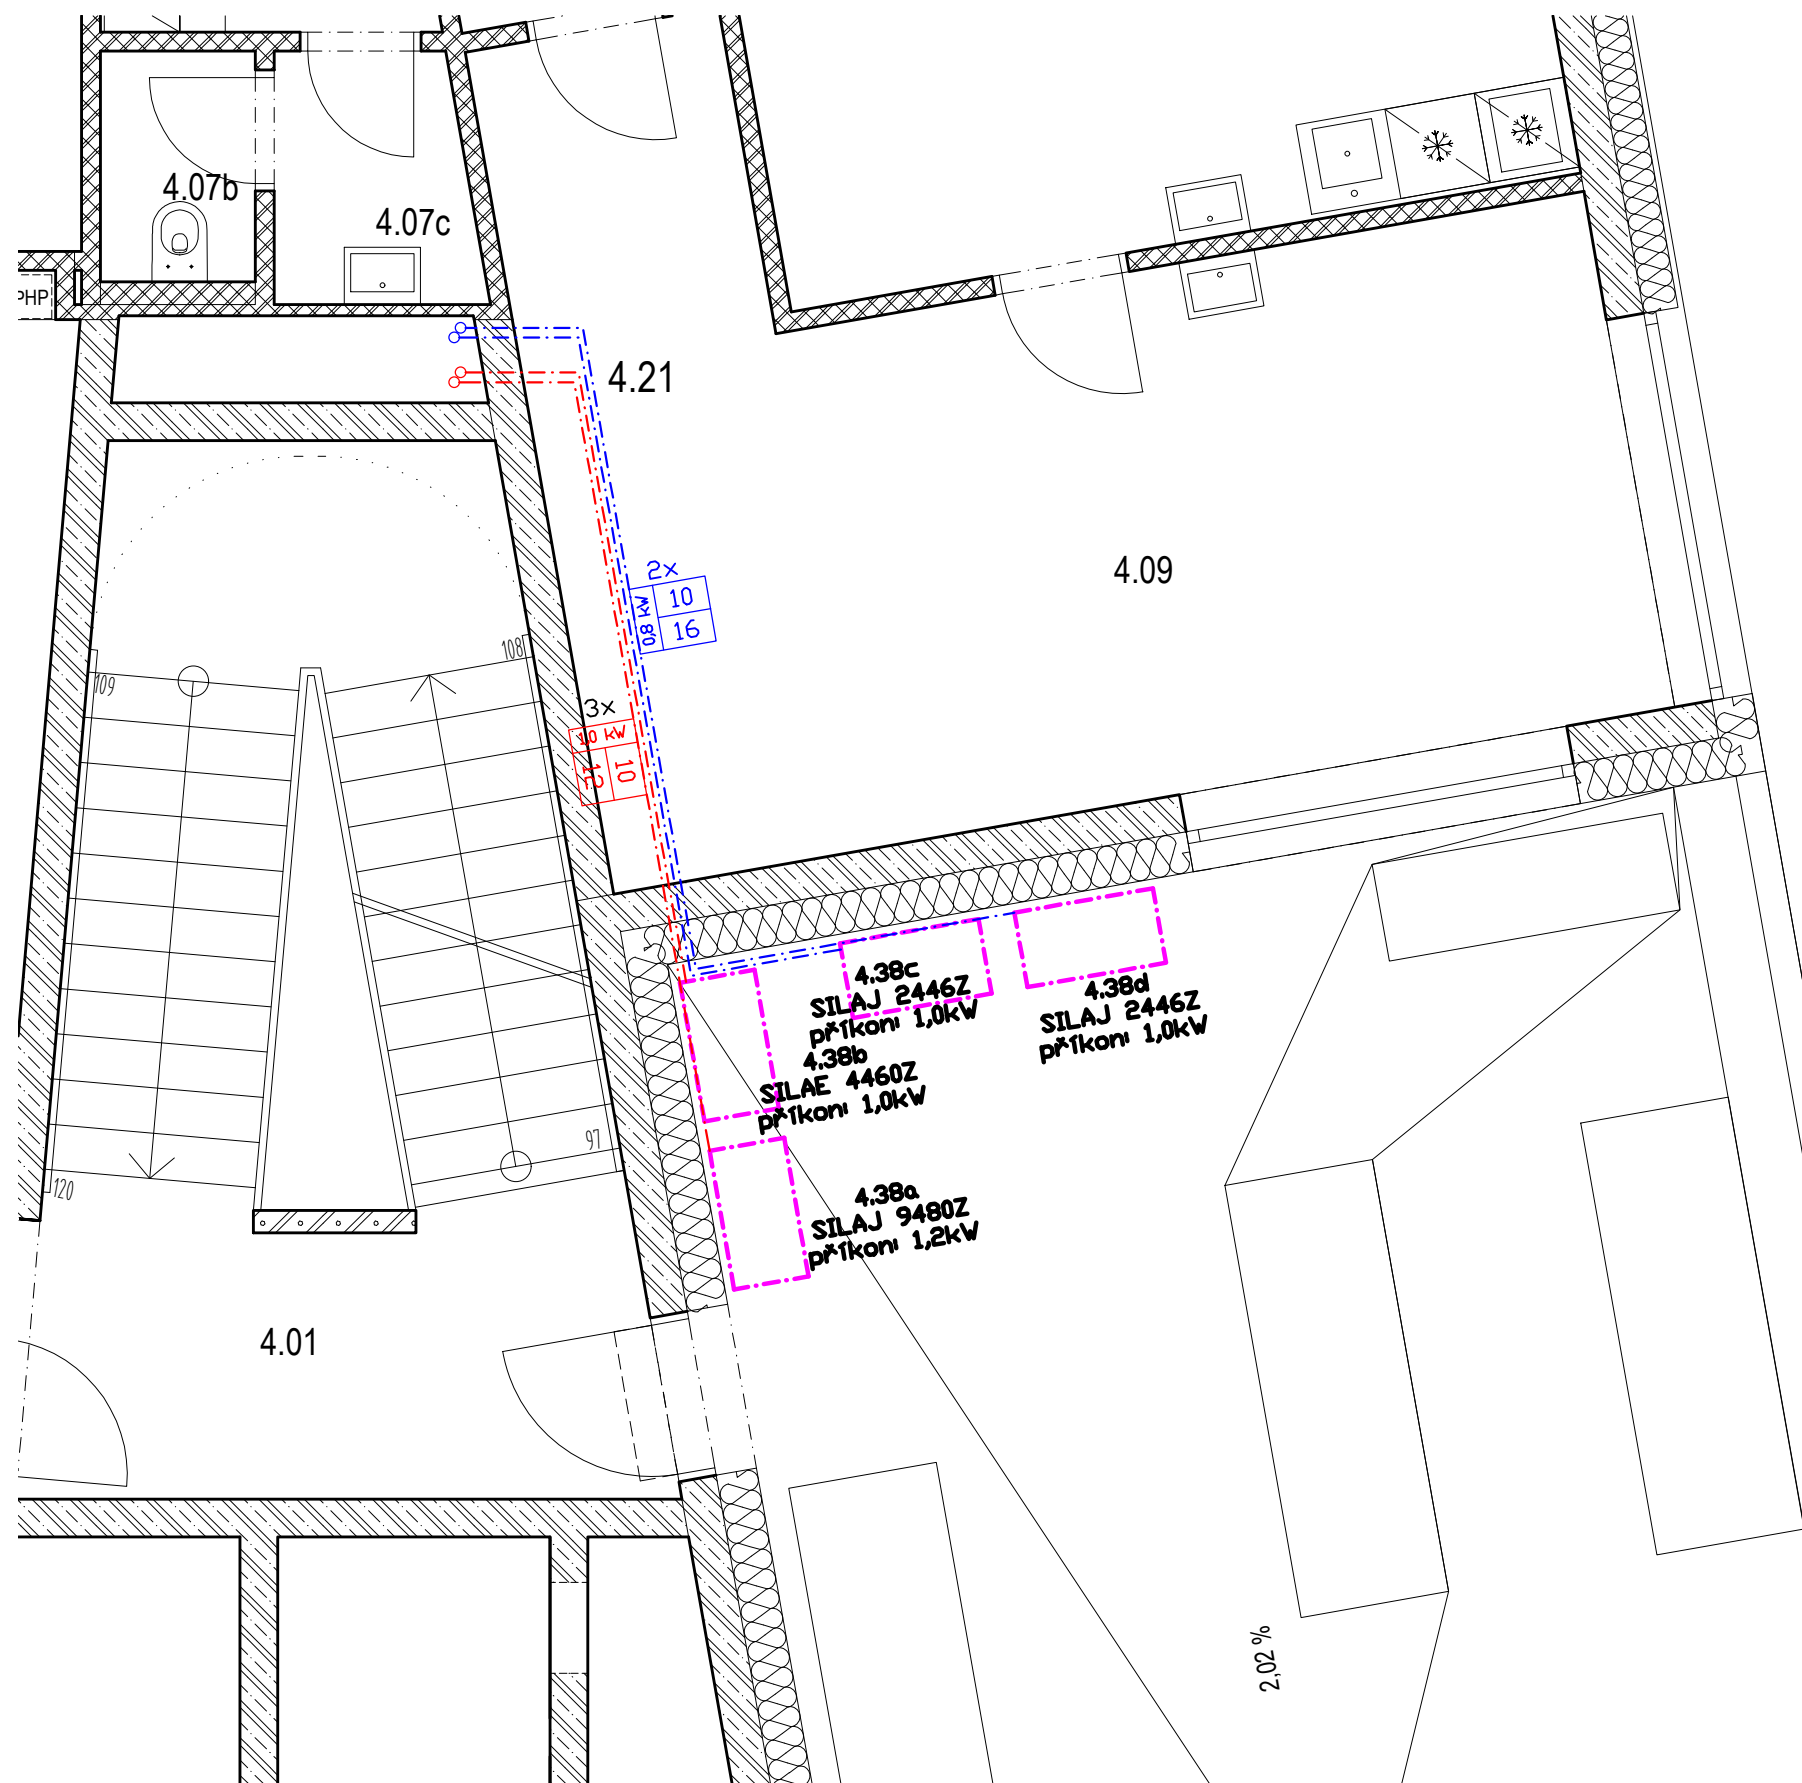 4.07b
4.07c
PHP
4.21
4.09
2x
0,8 kW
10
16
108
109
3x
1,0 kW
12
10
4.38c
SILAJ 2446Z
příkon: 1,0kW
4.38d
SILAJ 2446Z
příkon: 1,0kW
4.38b
SILAE 4460Z
příkon: 1,0kW
97
120
4.38a
SILAJ 9480Z
příkon: 1,2kW
4.01
2,02 %